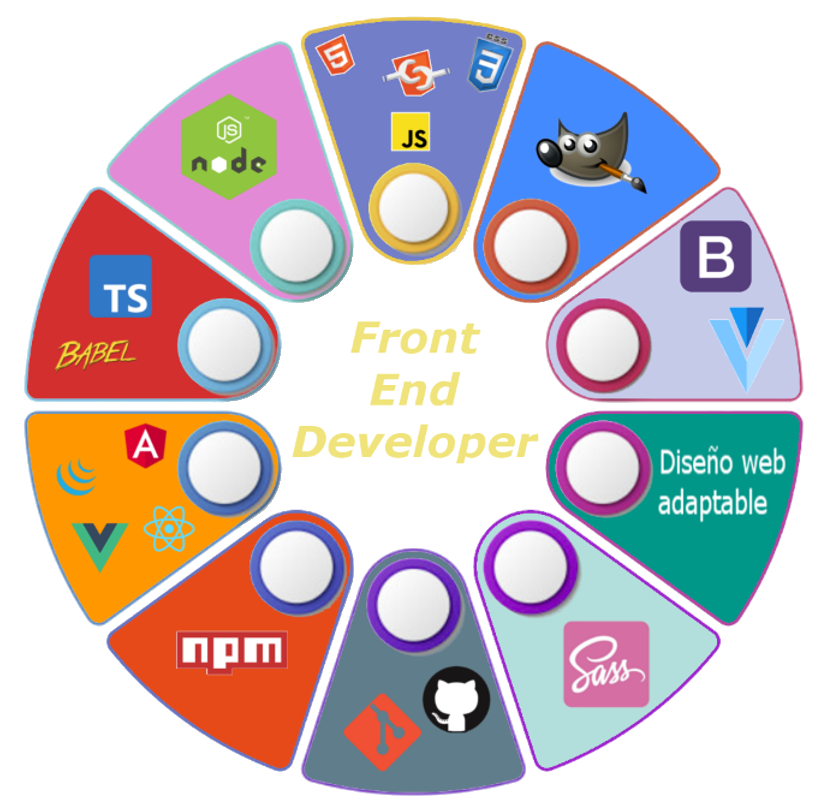 5
CSS
3
JS
B
Diseño web
adaptable
Sass
npm
A
BABEL
TS
JS
node
Front
End
Developer